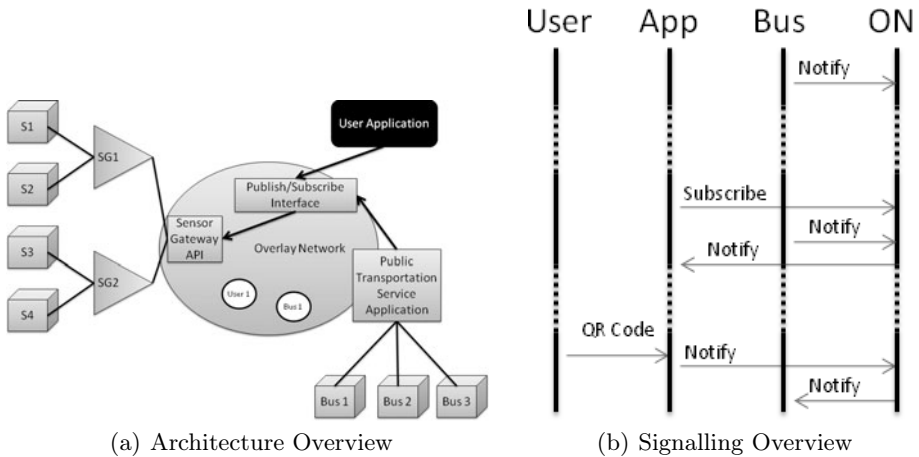 S1
S2
S3
S4
SG1
SG2
User Application
Publish/Subscribe
Interface
Sensor
Gateway
API
Overlay Network
Public
Transportation
Service
Application
User 1
Bus 1
Bus 1
Bus 2
Bus 3
(a) Architecture Overview
User
App
Bus
ON
Notify
Subscribe
Notify
Notify
QR Code
Notify
Notify
(b) Signalling Overview